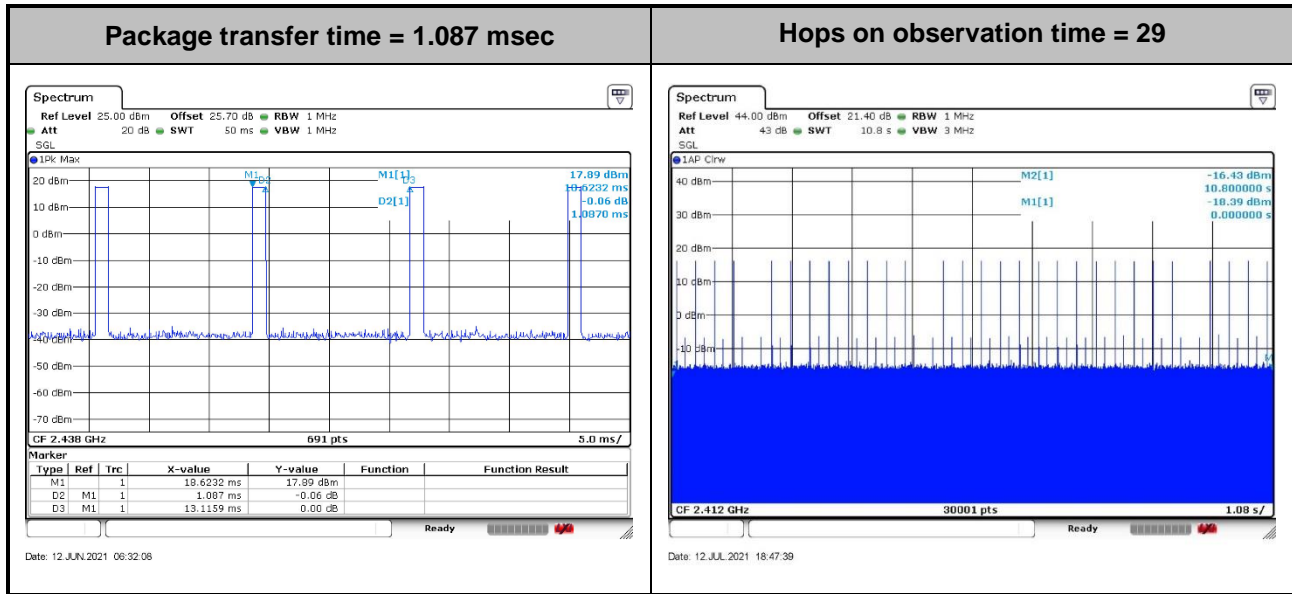 Package transfer time = 1.087 msec
Spectrum
Ref Level 25.00 dBm Offset 25.70 dB RBW 1 MHz
Att 20 dB SWT 50 ms VBW 1 MHz
SGL
1Pk Max
M1 D2 M1[1] D3 17.89 dBm
20 dBm
18.6232 ms
D2[1] -0.06 dB
10 dBm
1.0870 ms
0 dBm
-10 dBm
-20 dBm
-30 dBm
-40 dBm
-50 dBm
-60 dBm
-70 dBm
CF 2.438 GHz 691 pts 5.0 ms/
Marker
Type Ref Trc X-value Y-value Function Function Result
M1 1 18.6232 ms 17.89 dBm
D2 M1 1 1.087 ms -0.06 dB
D3 M1 1 13.1159 ms 0.00 dB
Ready
Date: 12.JUN.2021 06:32:08
Hops on observation time = 29
Spectrum
Ref Level 44.00 dBm Offset 21.40 dB RBW 1 MHz
Att 43 dB SWT 10.8 s VBW 3 MHz
SGL
1AP Clrw
M2[1] -16.43 dBm
40 dBm
10.800000 s
M1[1] -18.39 dBm
30 dBm
0.000000 s
20 dBm
10 dBm
0 dBm
-10 dBm
CF 2.412 GHz 30001 pts 1.08 s/
Ready
Date: 12.JUL.2021 18:47:39